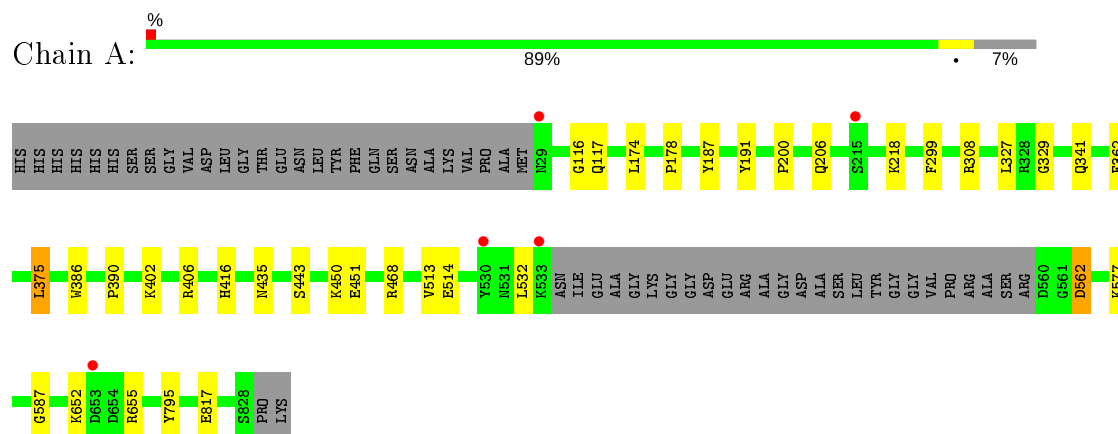 %
Chain A:
89%
•
7%
HIS HIS HIS HIS HIS HIS SER SER GLY VAL ASP LEU GLY THR GLU ASN LEU TYR PHE GLN SER ASN ALA LYS VAL PRO ALA MET N29 G116 Q117 L174 P178 Y187 Y191 P200 Q206 S215 K218 F299 R308 L327 R328 G329 Q341
L375 W386 P390 K402 R406 H416 N435 S443 K450 E451 R468 V513 E514 Y530 N531 L532 K533 ASN ILE GLU ALA GLY LYS GLY GLY ASP GLU ARG ALA GLY ASP ALA SER LEU TYR GLY GLY VAL PRO ARG ALA SER ARG D560 G561 D562 K577
G587 K652 D653 D654 R655 Y795 E817 S828 PRO LYS